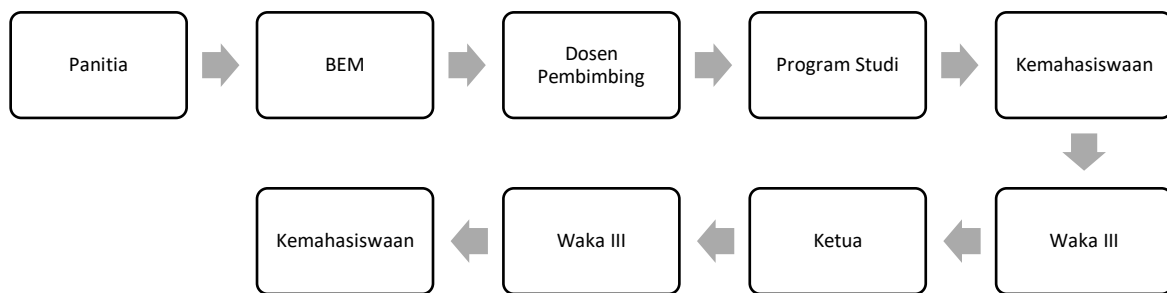 Panitia
BEM
Dosen
Pembimbing
Program Studi
Kemahasiswaan
Waka III
Ketua
Waka III
Kemahasiswaan